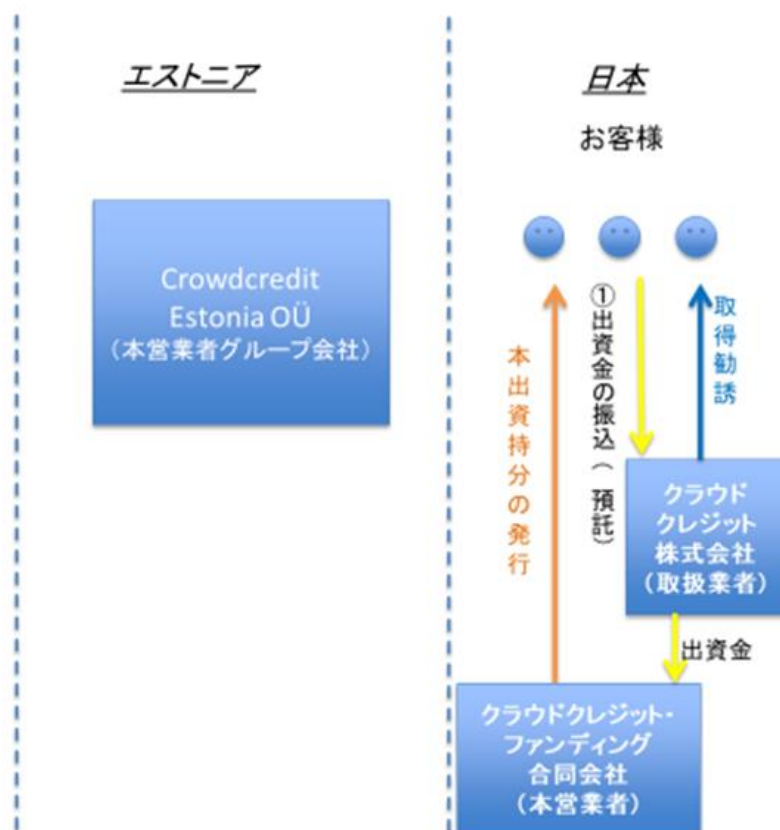 エストニア
日本
お客様
Crowdcredit
Estonia OÜ
（本営業者グループ会社）
本出資持分の発行
①出資金の振込（預託）
取得勧誘
クラウド
クレジット
株式会社
（取扱業者）
出資金
クラウドクレジット・
ファンディング
合同会社
（本営業者）